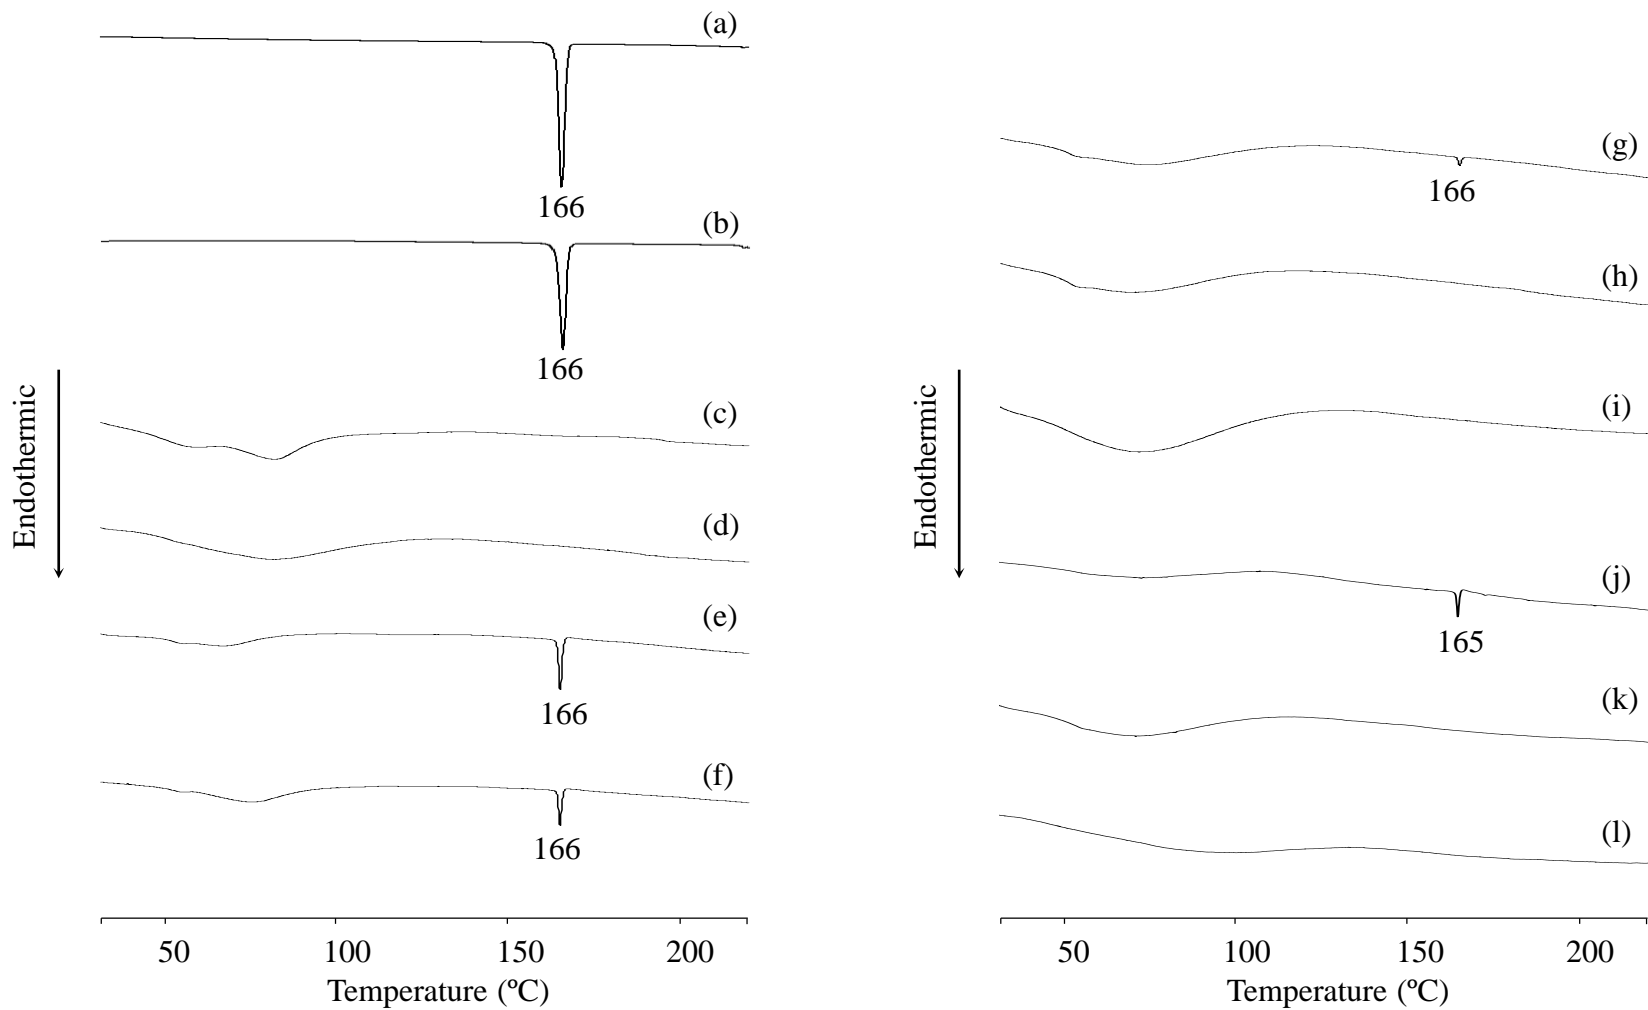 (a)
166
(b)
166
(c)
(d)
(e)
166
(f)
166
Endothermic
50 100 150 200
Temperature (ºC)
(g)
166
(h)
(i)
(j)
165
(k)
(l)
Endothermic
50 100 150 200
Temperature (ºC)